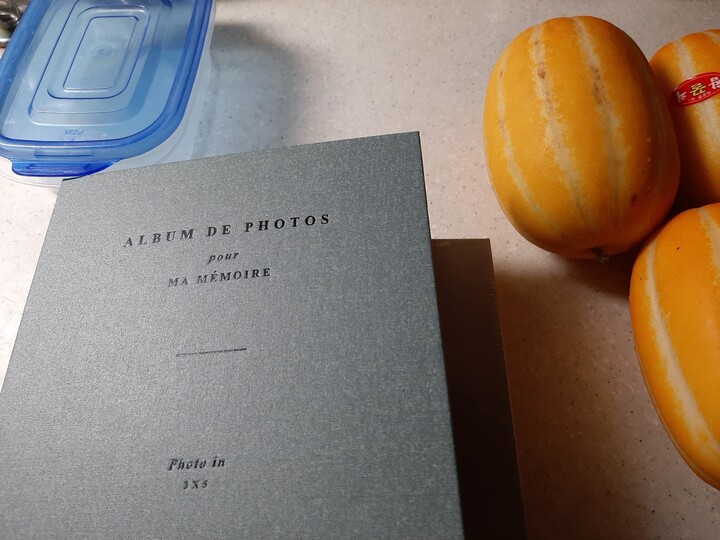 ALBUM DE PHOTOS
pour
MA MÉMOIRE
Photo in
3X5